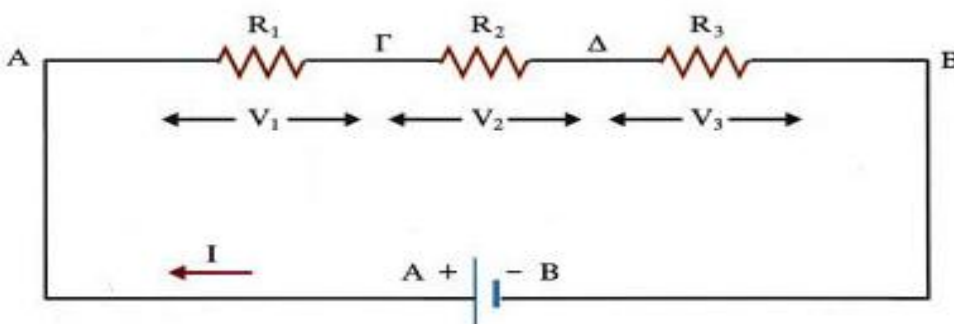 R₁ Γ R₂ Δ R₃
A B
V₁ V₂ V₃
I
A + − B